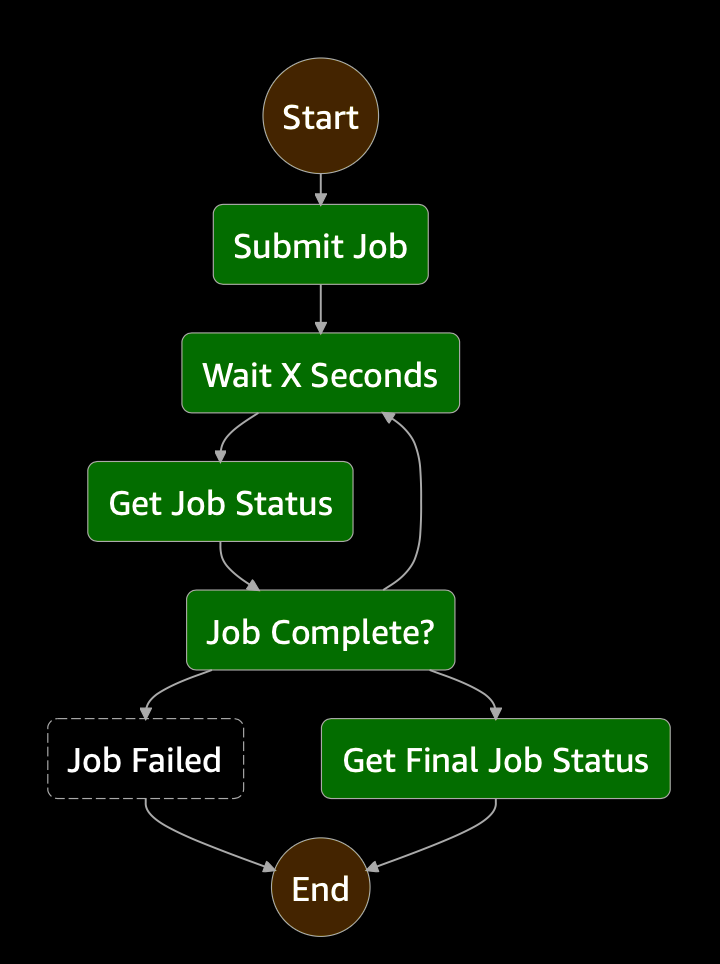 Start
Submit Job
Wait X Seconds
Get Job Status
Job Complete?
Job Failed
Get Final Job Status
End